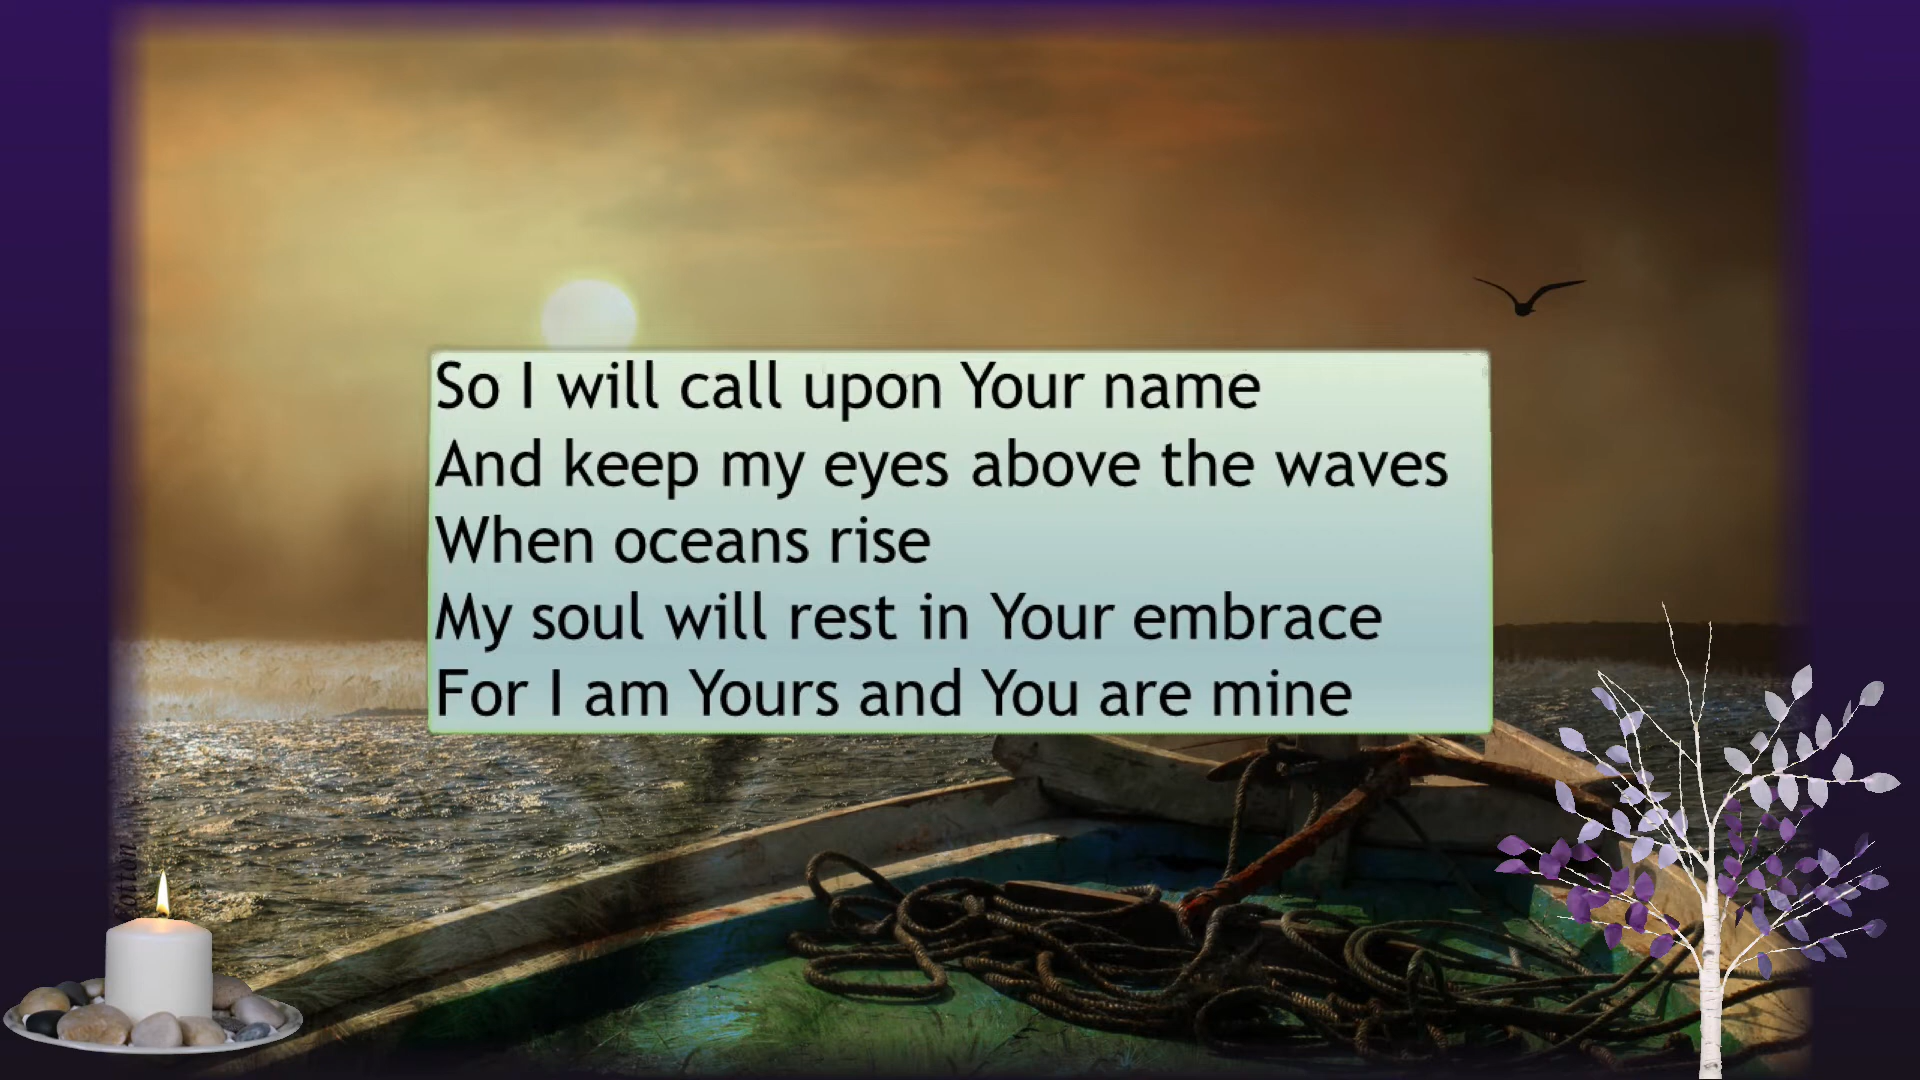 So I will call upon Your name
And keep my eyes above the waves
When oceans rise
My soul will rest in Your embrace
For I am Yours and You are mine